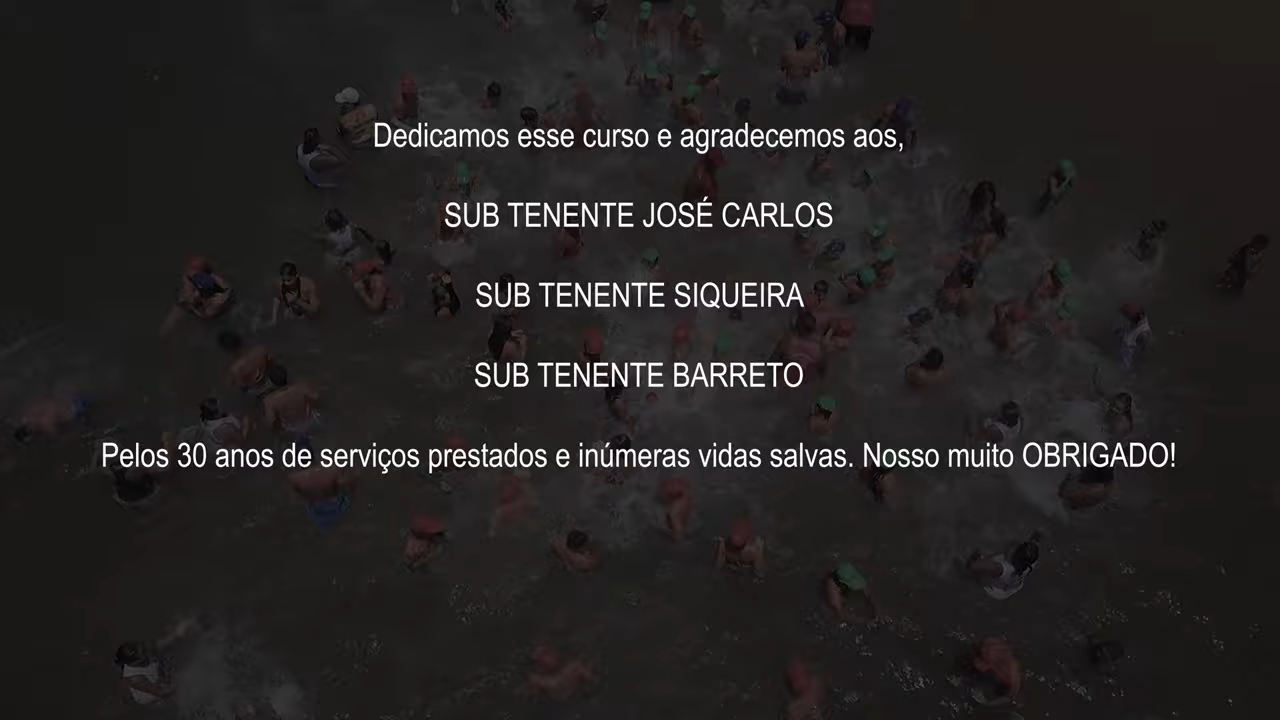 Dedicamos esse curso e agradecemos aos,
SUB TENENTE JOSÉ CARLOS
SUB TENENTE SIQUEIRA
SUB TENENTE BARRETO
Pelos 30 anos de serviços prestados e inúmeras vidas salvas. Nosso muito OBRIGADO!